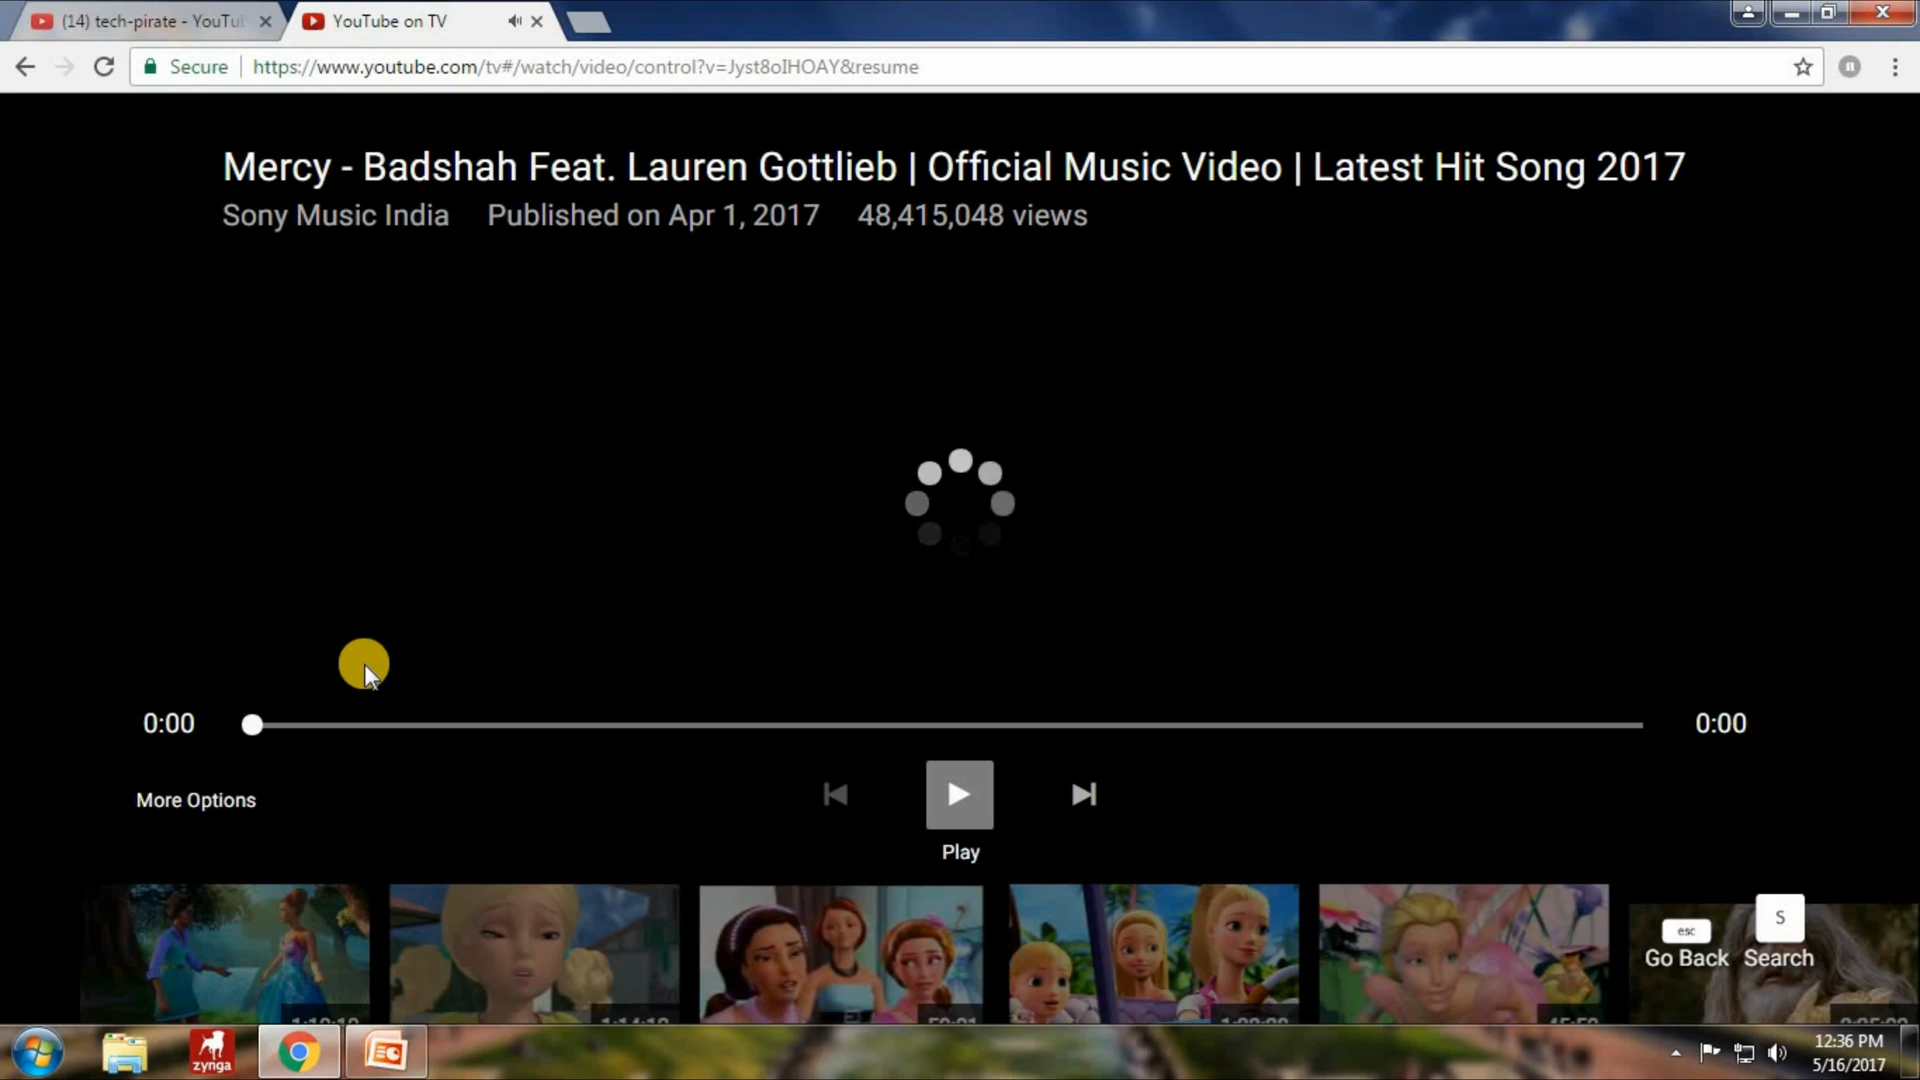 (14) tech-pirate - YouTu
YouTube on TV
Secure
https://www.youtube.com/tv#/watch/video/control?v=Jyst8oIHOAY&resume
Mercy - Badshah Feat. Lauren Gottlieb | Official Music Video | Latest Hit Song 2017
Sony Music India Published on Apr 1, 2017 48,415,048 views
0:00
0:00
More Options
Play
esc
S
Go Back Search
zynga
12:36 PM
5/16/2017